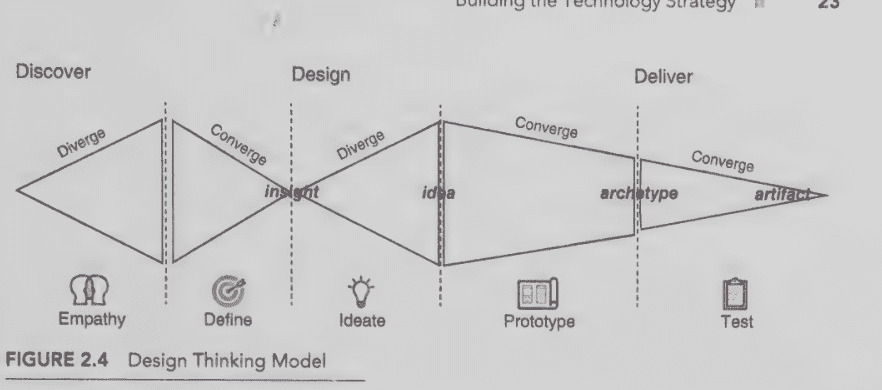 Building the Technology Strategy 23
Discover Design Deliver
Diverge Converge Diverge Converge Converge
insight idea archetype artifact
Empathy Define Ideate Prototype Test
FIGURE 2.4 Design Thinking Model